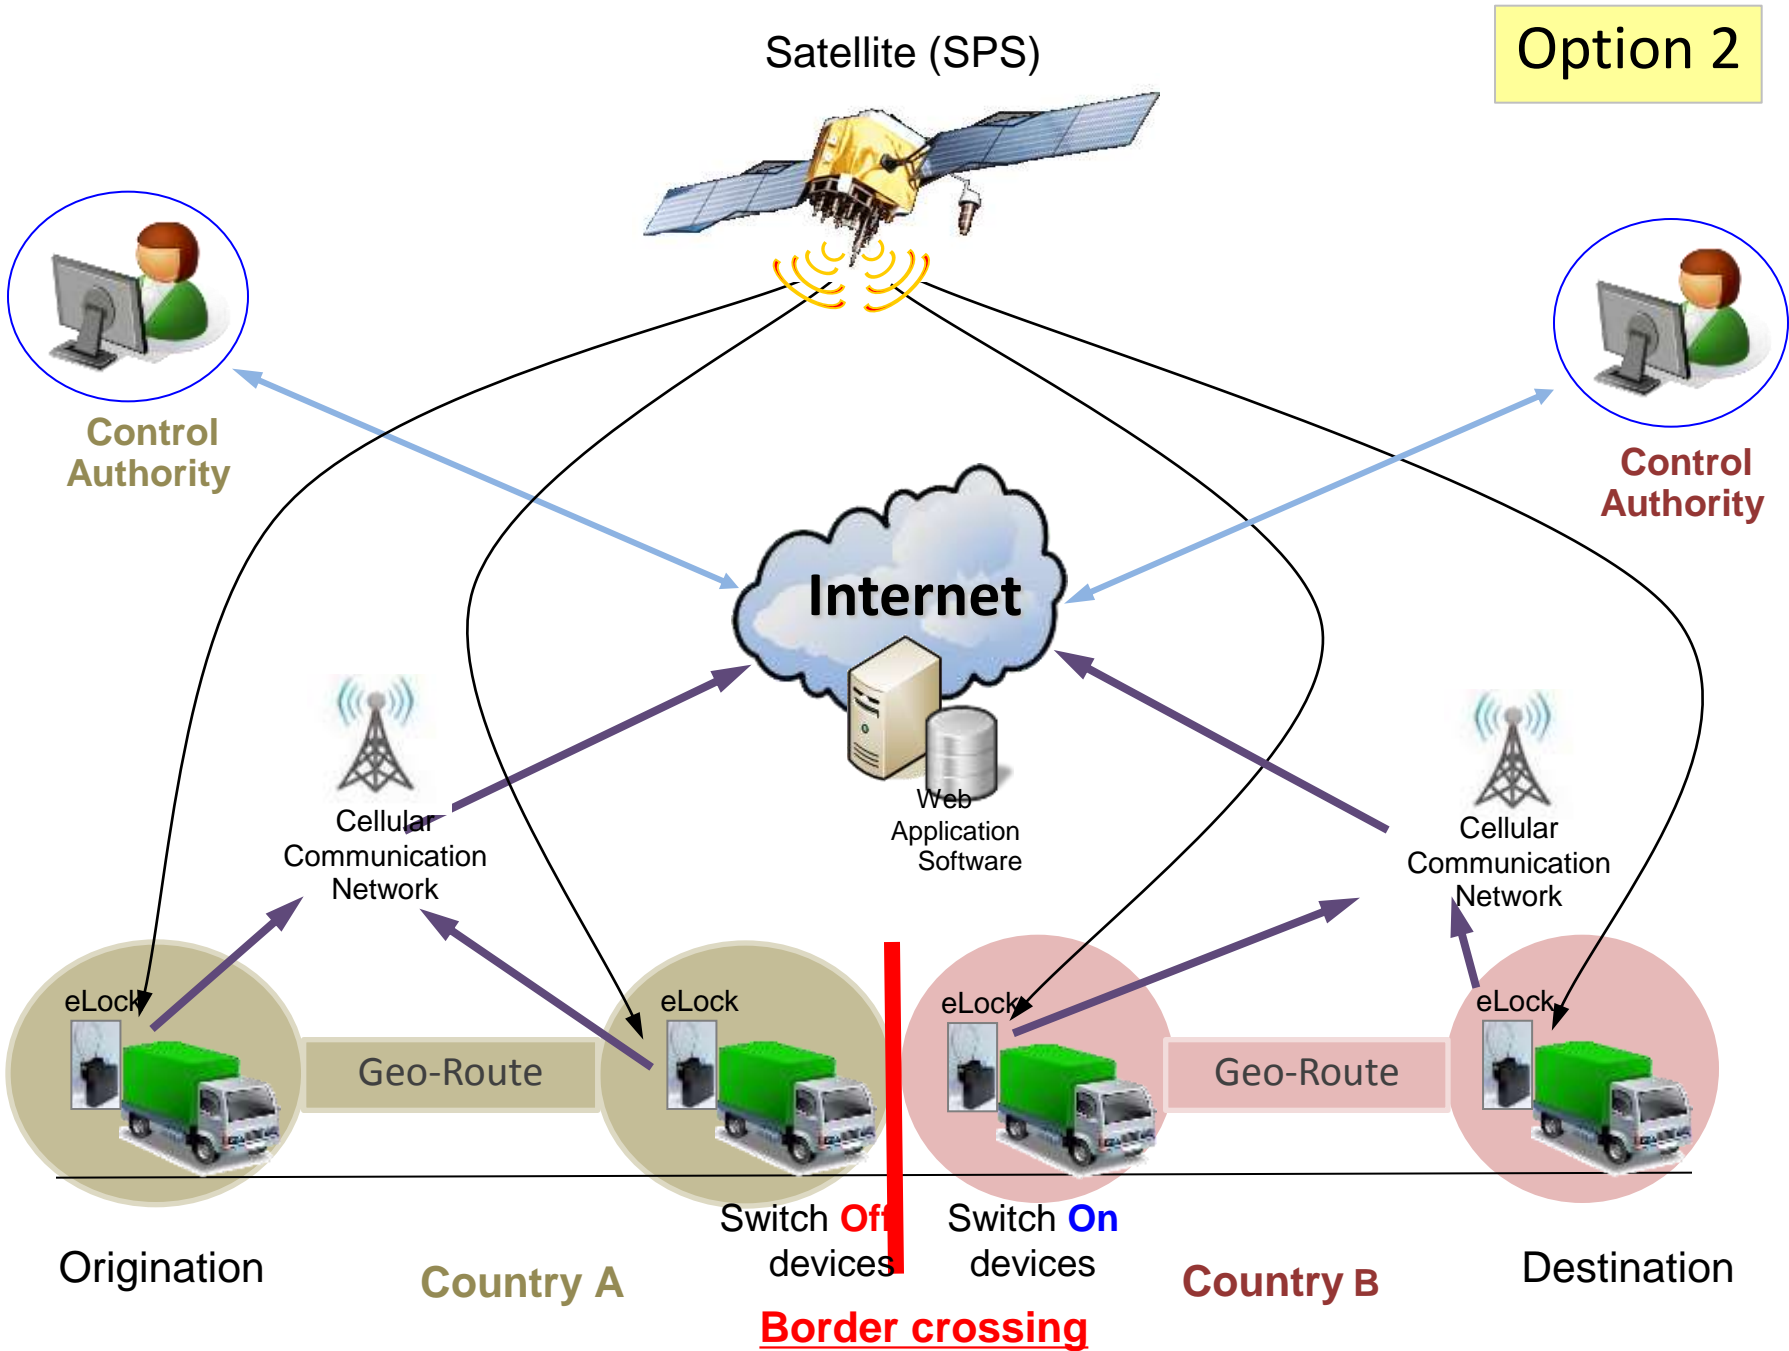 Satellite (SPS)
Option 2
Control
Authority
Control
Authority
Internet
Cellular
Communication
Network
Web
Application
Software
Cellular
Communication
Network
eLock
eLock
eLock
eLock
Geo-Route
Geo-Route
Switch Off
devices
Switch On
devices
Origination
Country A
Country B
Destination
Border crossing